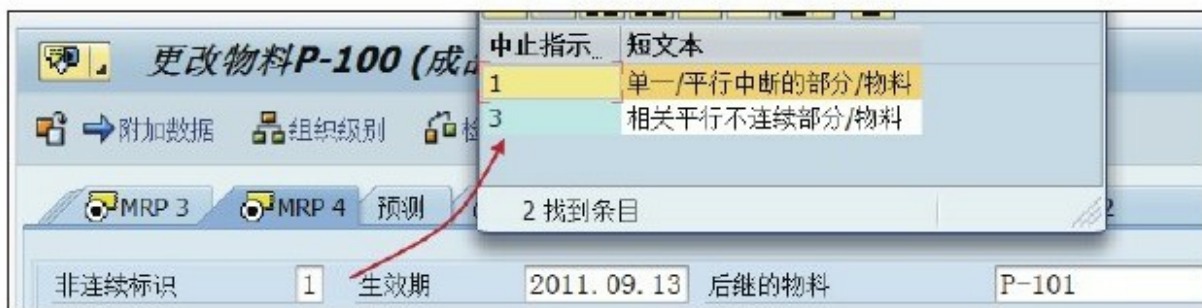 更改物料P-100 (成
附加数据 组织级别
MRP 3 MRP 4 预测
中止指示 短文本
1 单一/平行中断的部分/物料
3 相关平行不连续部分/物料
2 找到条目
2
非连续标识 1 生效期 2011.09.13 后继的物料 P-101